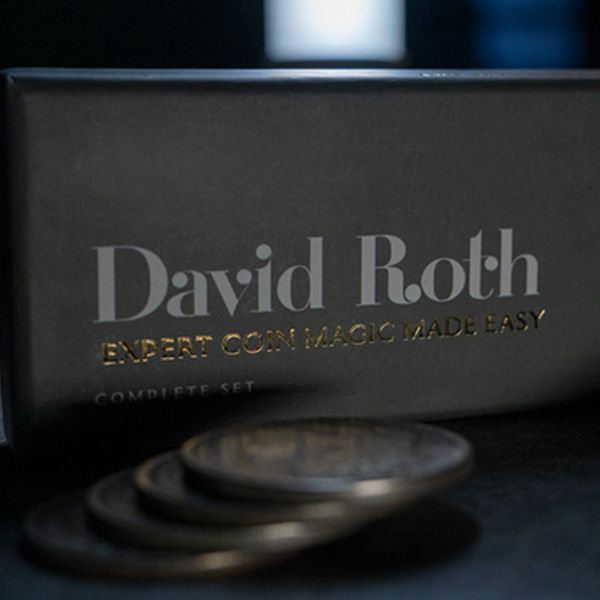 David Roth
EXPERT COIN MAGIC MADE EASY
COMPLETE SET